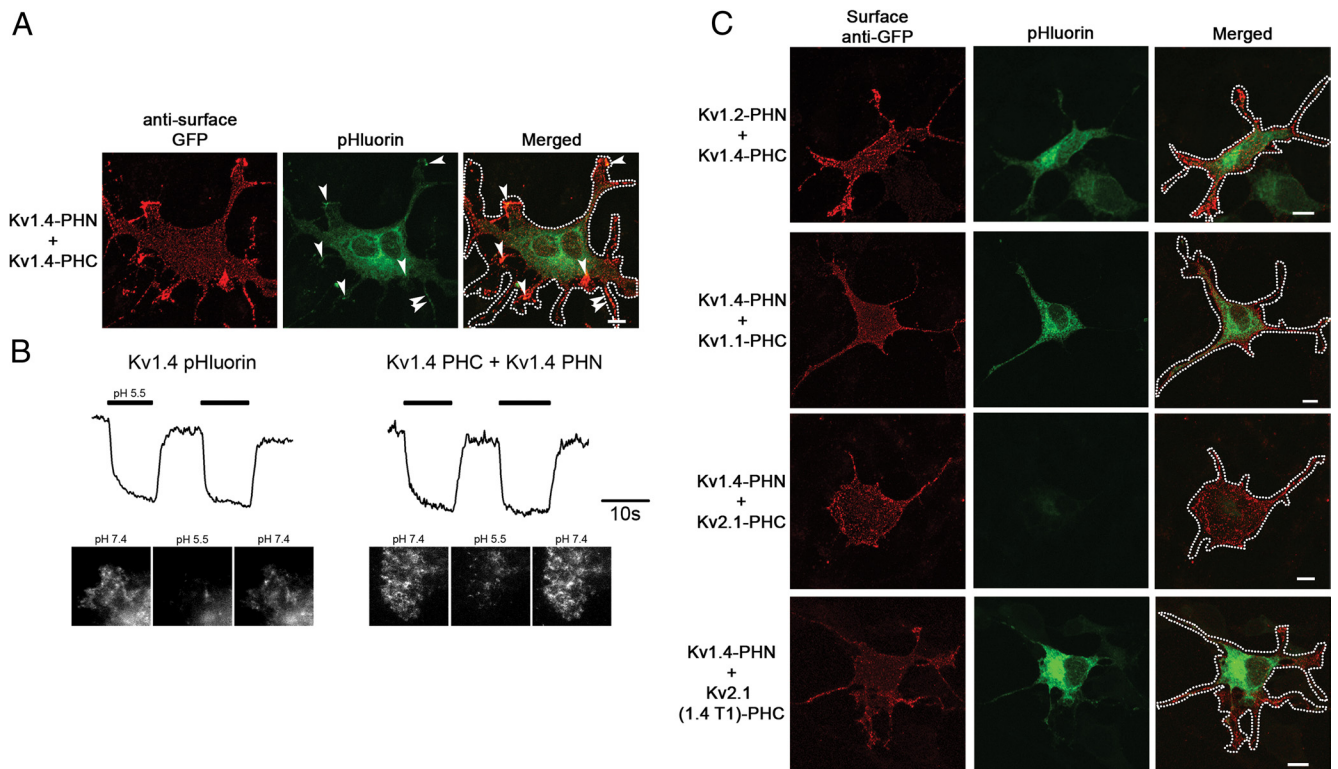 A
anti-surface
GFP
pHluorin
Merged
Kv1.4-PHN
+
Kv1.4-PHC
B
Kv1.4 pHluorin
Kv1.4 PHC + Kv1.4 PHN
pH 5.5
10s
pH 7.4
pH 5.5
pH 7.4
pH 7.4
pH 5.5
pH 7.4
C
Surface
anti-GFP
pHluorin
Merged
Kv1.2-PHN
+
Kv1.4-PHC
Kv1.4-PHN
+
Kv1.1-PHC
Kv1.4-PHN
+
Kv2.1-PHC
Kv1.4-PHN
+
Kv2.1
(1.4 T1)-PHC